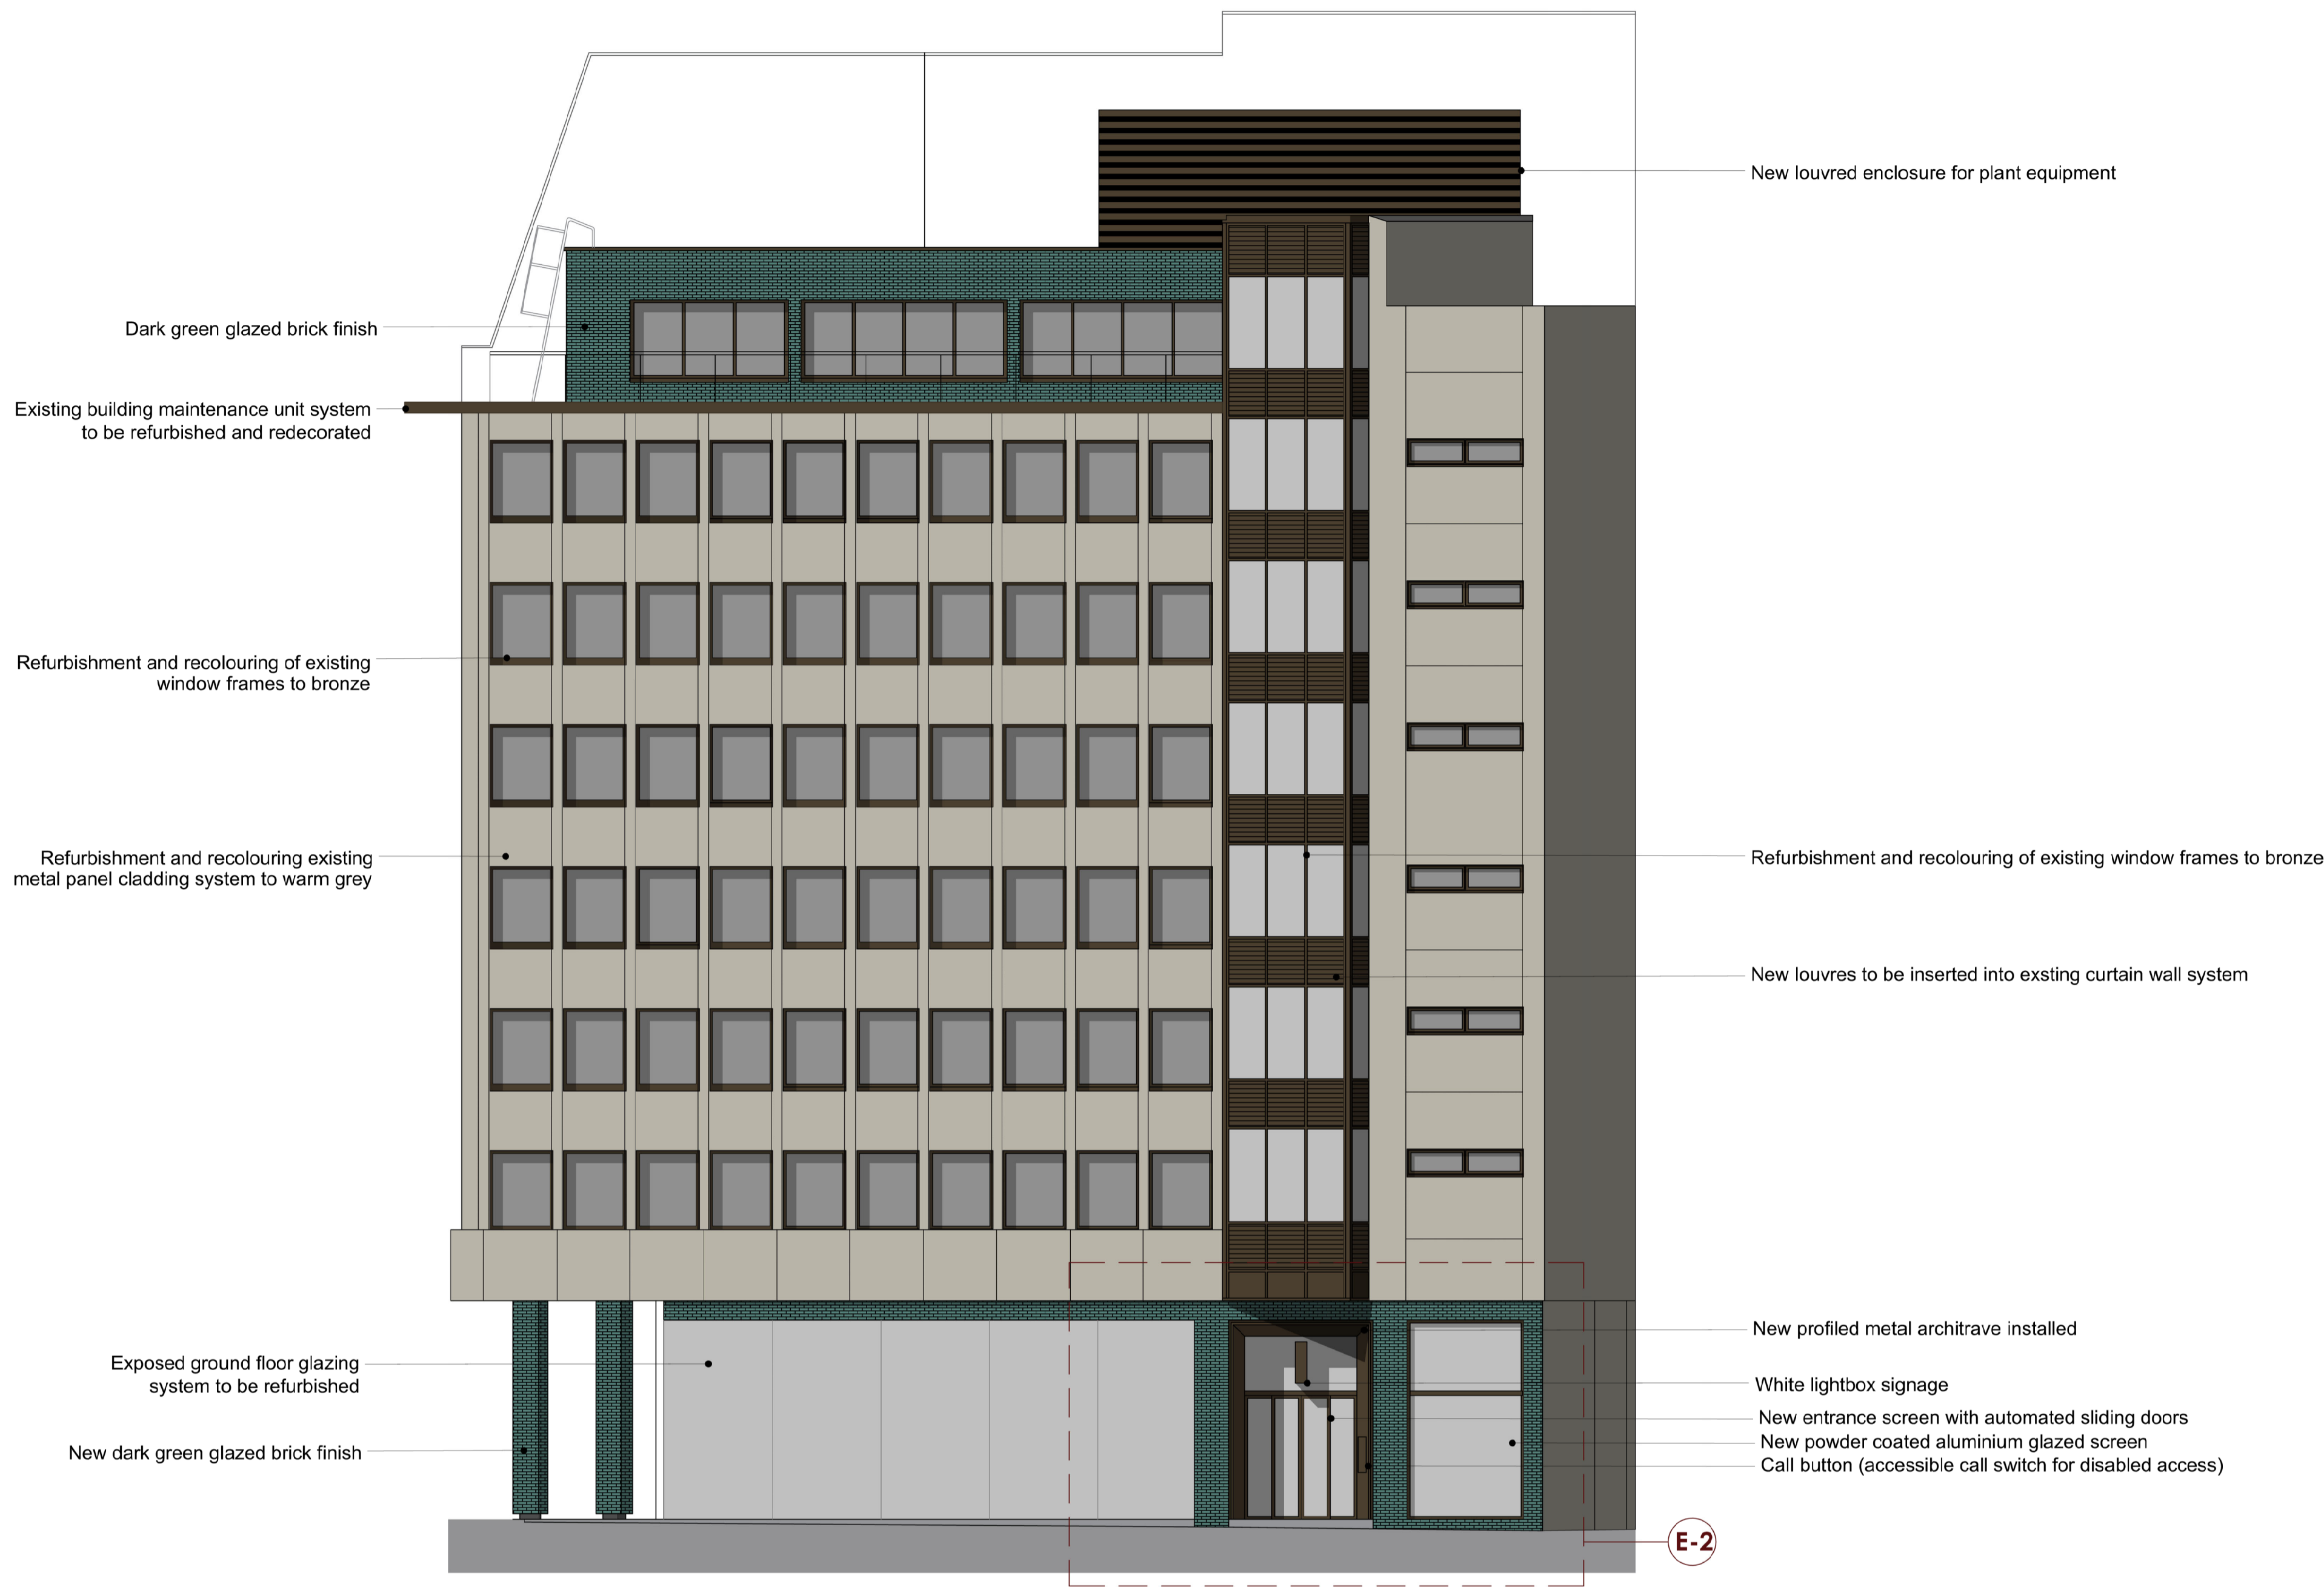 New louvred enclosure for plant equipment
Dark green glazed brick finish
Existing building maintenance unit system
to be refurbished and redecorated
Refurbishment and recolouring of existing
window frames to bronze
Refurbishment and recolouring existing
metal panel cladding system to warm grey
Refurbishment and recolouring of existing window frames to bronze
New louvres to be inserted into exsting curtain wall system
Exposed ground floor glazing
system to be refurbished
New dark green glazed brick finish
New profiled metal architrave installed
White lightbox signage
New entrance screen with automated sliding doors
New powder coated aluminium glazed screen
Call button (accessible call switch for disabled access)
E-2